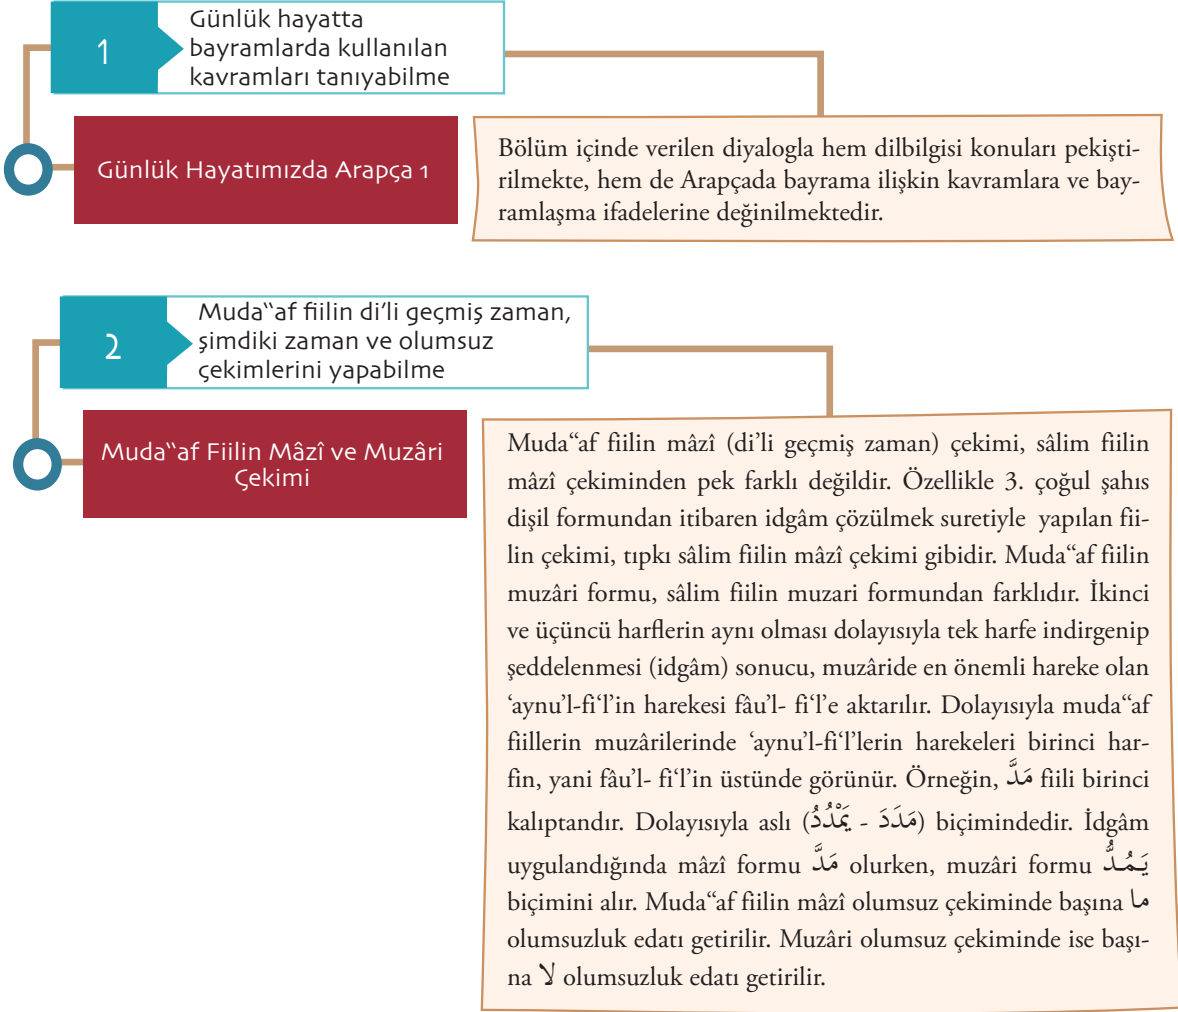 1
Günlük hayatta
bayramlarda kullanılan
kavramları tanıyabilme
Günlük Hayatımızda Arapça 1
Bölüm içinde verilen diyalogla hem dilbilgisi konuları pekişti-
rilmekte, hem de Arapçada bayrama ilişkin kavramlara ve bay-
ramlaşma ifadelerine değinilmektedir.
2
Muda“af fiilin di’li geçmiş zaman,
şimdiki zaman ve olumsuz
çekimlerini yapabilme
Muda“af Fiilin Mâzî ve Muzâri
Çekimi
Muda“af fiilin mâzî (di’li geçmiş zaman) çekimi, sâlim fiilin
mâzî çekiminden pek farklı değildir. Özellikle 3. çoğul şahıs
dişil formundan itibaren idgâm çözülmek suretiyle yapılan fii-
lin çekimi, tıpkı sâlim fiilin mâzî çekimi gibidir. Muda“af fiilin
muzâri formu, sâlim fiilin muzari formundan farklıdır. İkinci
ve üçüncü harflerin aynı olması dolayısıyla tek harfe indirgenip
şeddelenmesi (idgâm) sonucu, muzâride en önemli hareke olan
‘aynu’l-fi‘l’in harekesi fâu’l- fi‘l’e aktarılır. Dolayısıyla muda“af
fiillerin muzârilerinde ‘aynu’l-fi‘l’lerin harekeleri birinci har-
fin, yani fâu’l- fi‘l’in üstünde görünür. Örneğin, مَدَّ fiili birinci
kalıptandır. Dolayısıyla aslı (مَدَدَ - يَمْدُدُ) biçimindedir. İdgâm
uygulandığında mâzî formu مَدَّ olurken, muzâri formu يَـمُـدُّ
biçimini alır. Muda“af fiilin mâzî olumsuz çekiminde başına ما
olumsuzluk edatı getirilir. Muzâri olumsuz çekiminde ise başı-
na لا olumsuzluk edatı getirilir.